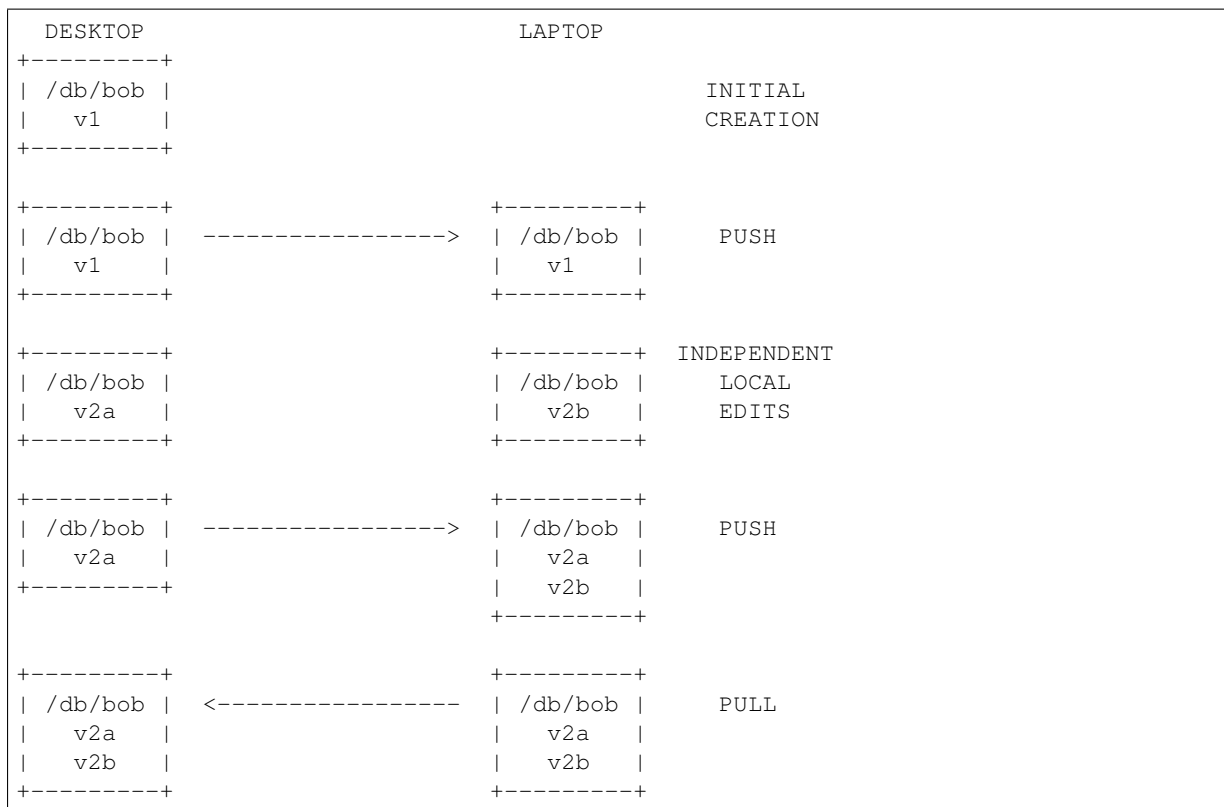 DESKTOP LAPTOP
+---------+
| /db/bob | INITIAL
| v1 | CREATION
+---------+
+---------+ +---------+
| /db/bob | -----------------> | /db/bob | PUSH
| v1 | | v1 |
+---------+ +---------+
+---------+ +---------+ INDEPENDENT
| /db/bob | | /db/bob | LOCAL
| v2a | | v2b | EDITS
+---------+ +---------+
+---------+ +---------+
| /db/bob | -----------------> | /db/bob | PUSH
| v2a | | v2a |
+---------+ | v2b |
+---------+
+---------+ +---------+
| /db/bob | <----------------- | /db/bob | PULL
| v2a | | v2a |
| v2b | | v2b |
+---------+ +---------+